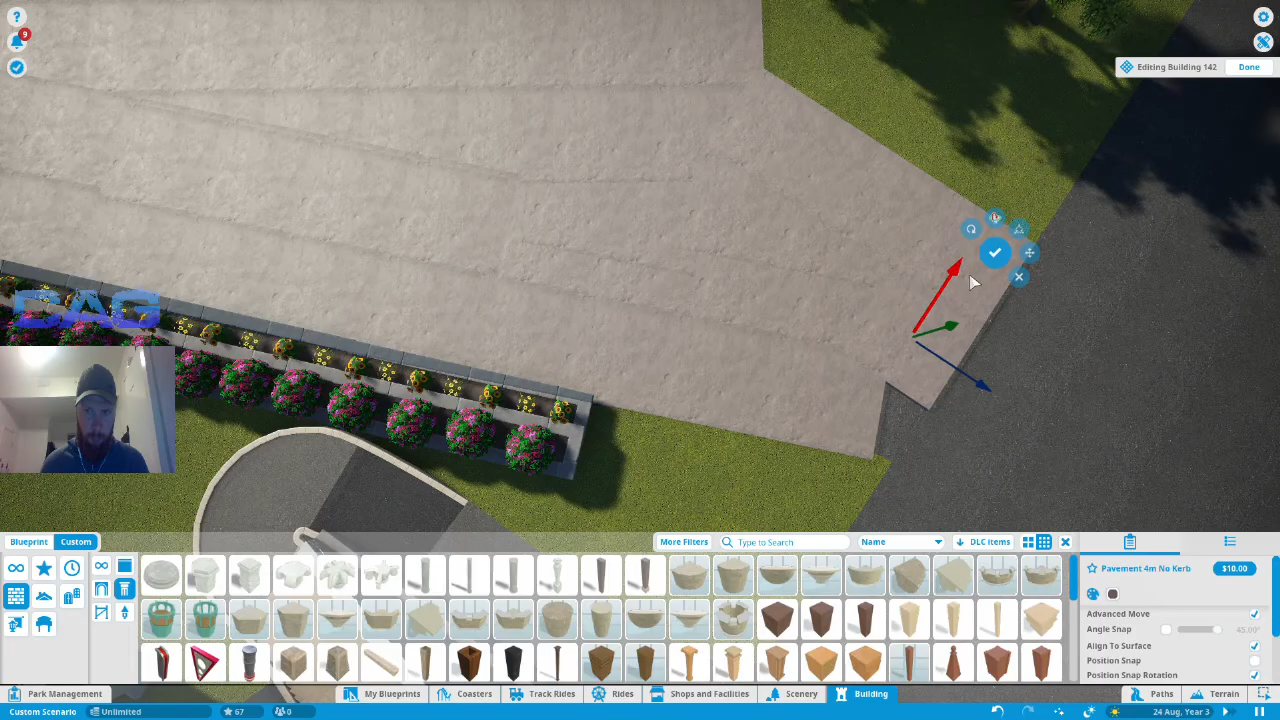 9
Editing Building 142
Done
BAG
Blueprint
Custom
More Filters
Type to Search
Name
DLC items
Pavement 4m No Kerb
$10.00
Advanced Move
Angle Snap
45.00°
Align To Surface
Position Snap
Position Snap Rotation
Park Management
My Blueprints
Coasters
Track Rides
Rides
Shops and Facilities
Scenery
Building
Paths
Terrain
Custom Scenario
Unlimited
67
0
24 Aug, Year 3